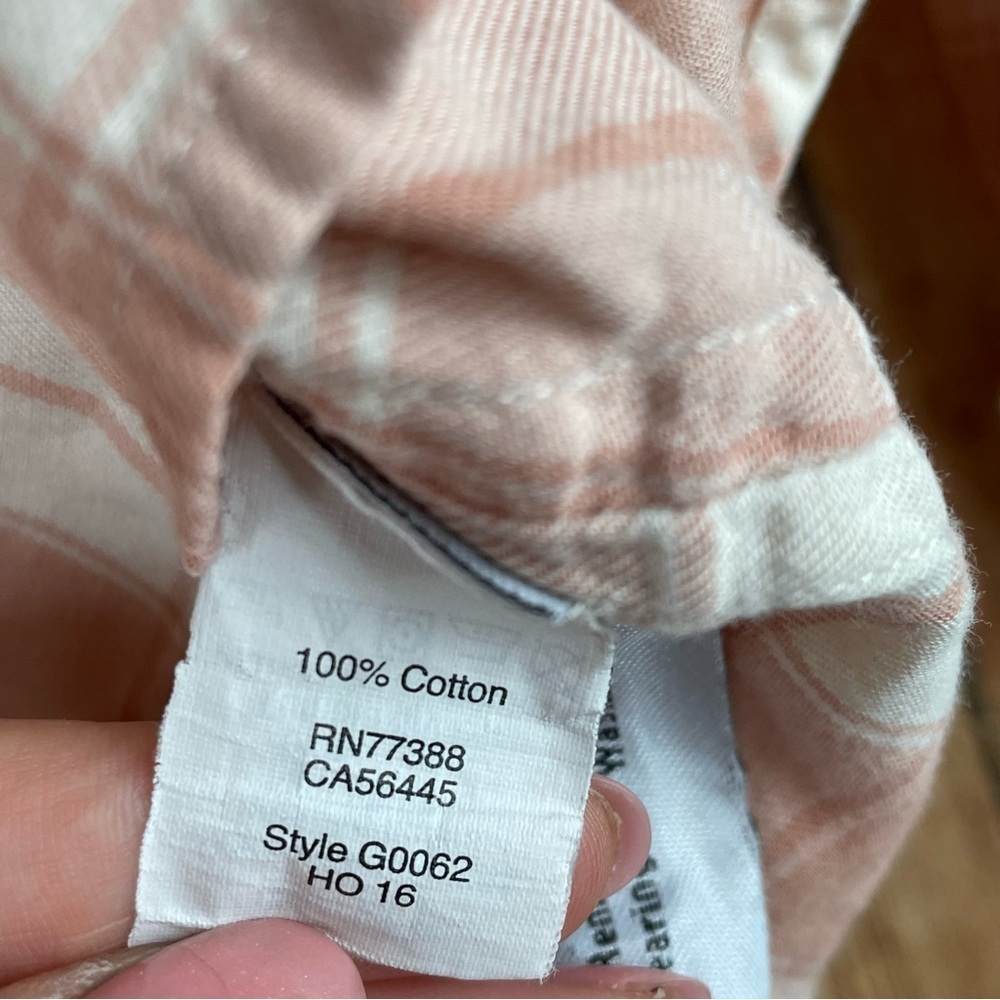 100% Cotton
RN77388
CA56445
Style G0062
HO 16